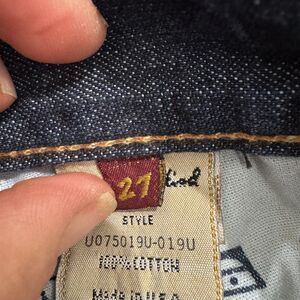 27
STYLE
U075019U-019U
100% COTTON
Made in U.S.A.